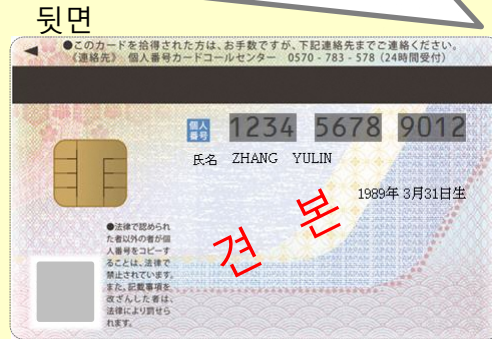 뒷면
◀ ●このカードを拾得された方は、お手数ですが、下記連絡先までご連絡ください。
《連絡先》 個人番号カードコールセンター 0570-783-578 (24時間受付)
個人番号 1234 5678 9012
氏名 ZHANG YULIN
1989年 3月31日生
견 본
●法律で認められ
た者以外の者が個
人番号をコピーす
ることは、法律で
禁止されています。
また、記載事項を
改ざんした者は、
法律により罰せら
れます。